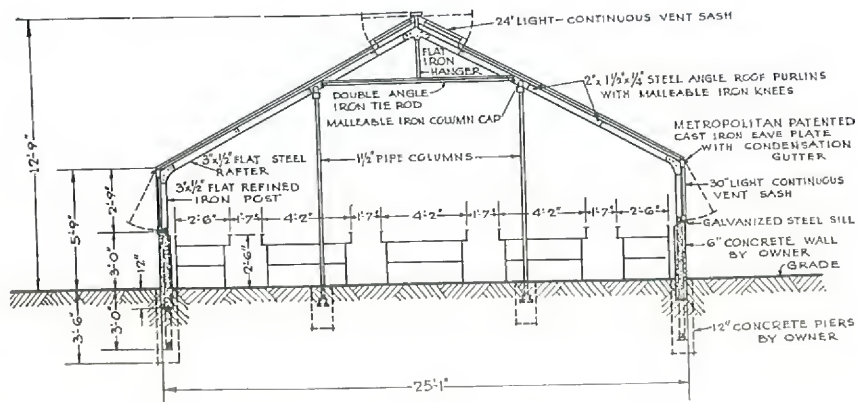 24" LIGHT-CONTINUOUS VENT SASH
FLAT
IRON
HANGER
2"x 1½"x¼" STEEL ANGLE ROOF PURLINS
WITH MALLEABLE IRON KNEES
DOUBLE ANGLE
IRON TIE ROD
MALLEABLE IRON COLUMN CAP
METROPOLITAN PATENTED
CAST IRON EAVE PLATE
WITH CONDENSATION
GUTTER
12'-9"
3"x½" FLAT STEEL
RAFTER
1½" PIPE COLUMNS
3"x½" FLAT REFINED
IRON POST
30" LIGHT CONTINUOUS
VENT SASH
5'-9"
2'-9"
2'-6" 1'-7" 4'-2" 1'-7" 4'-2" 1'-7" 4'-2" 1'-7" 2'-6"
GALVANIZED STEEL SILL
6" CONCRETE WALL
BY OWNER
3'-0"
12"
2'-6"
GRADE
3'-6"
3'-0"
12" CONCRETE PIERS
BY OWNER
25'-1"